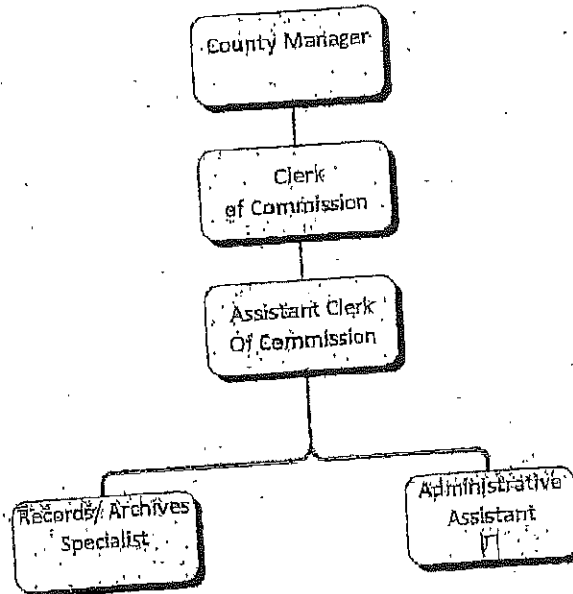 County Manager
Clerk
of Commission
Assistant Clerk
Of Commission
Records/ Archives
Specialist
Administrative
Assistant